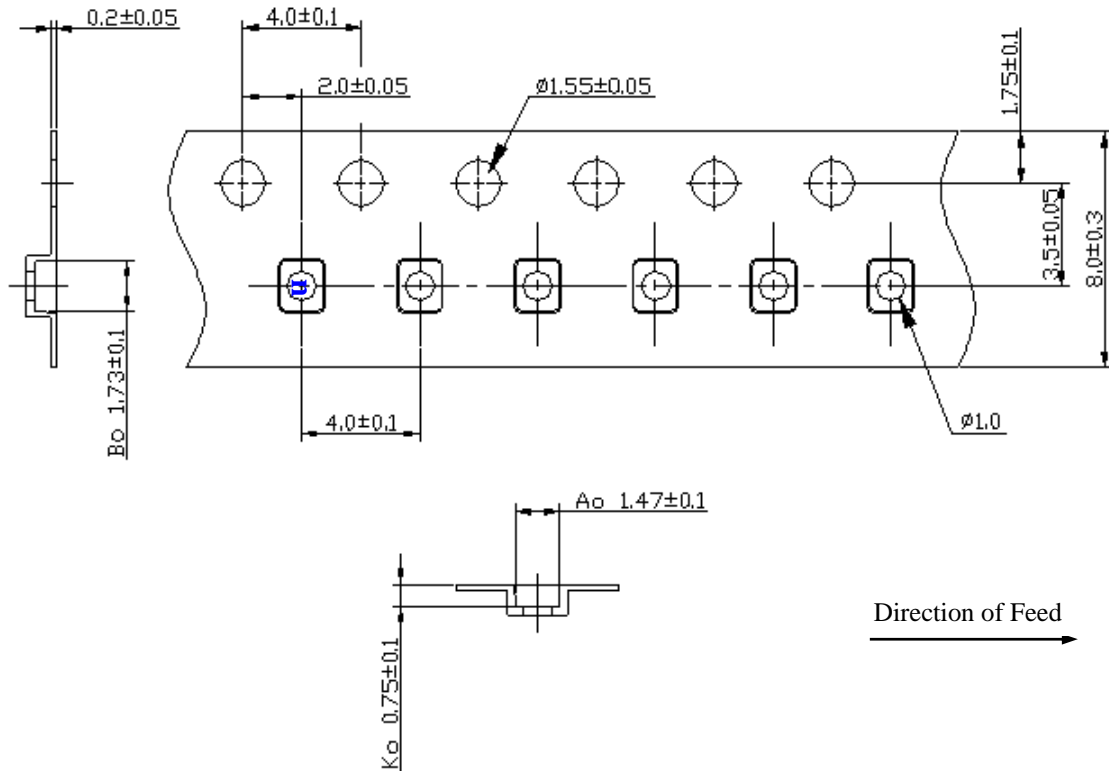 0.2±0.05
4.0±0.1
2.0±0.05
ø1.55±0.05
1.75±0.1
3.5±0.05
8.0±0.3
Bo 1.73±0.1
n
4.0±0.1
ø1.0
Ao 1.47±0.1
Ko 0.75±0.1
Direction of Feed